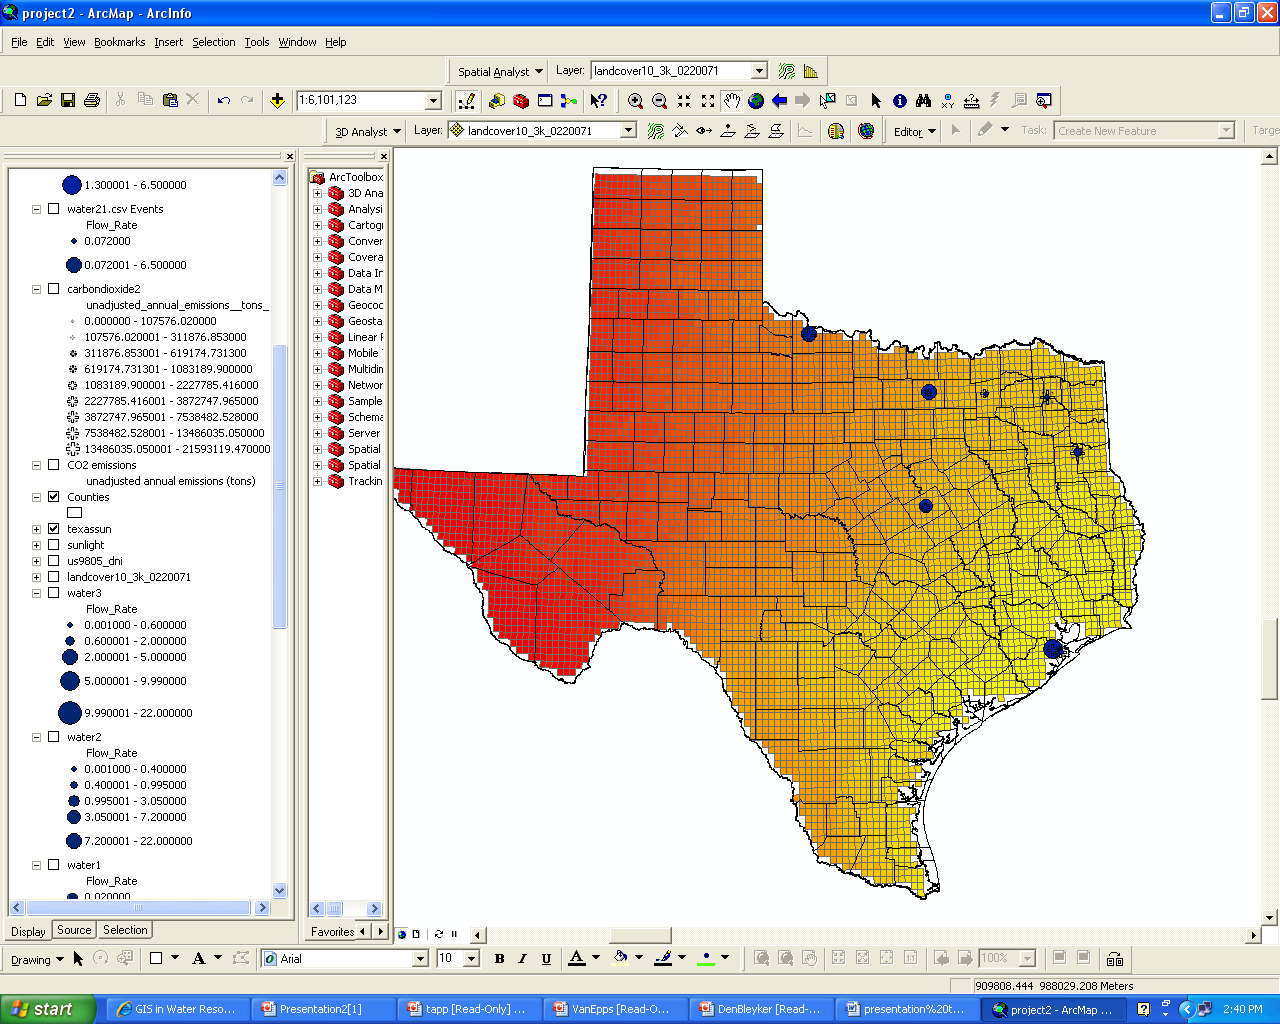 project2 - ArcMap - ArcInfo
File Edit View Bookmarks Insert Selection Tools Window Help
Spatial Analyst Layer: landcover10_3k_0220071
1:6,101,123
3D Analyst Layer: landcover10_3k_0220071 Editor Task: Create New Feature Targe
1.300001 - 6.500000
water21.csv Events
Flow_Rate
0.072000
0.072001 - 6.500000
carbondioxide2
unadjusted_annual_emissions__tons_
0.000000 - 107576.020000
107576.020001 - 311876.853000
311876.853001 - 619174.731300
619174.731301 - 1083189.900000
1083189.900001 - 2227785.416000
2227785.416001 - 3872747.965000
3872747.965001 - 7538482.528000
7538482.528001 - 13486035.050000
13486035.050001 - 21593119.470000
CO2 emissions
unadjusted annual emissions (tons)
Counties
texassun
sunlight
us9805_dni
landcover10_3k_0220071
water3
Flow_Rate
0.001000 - 0.600000
0.600001 - 2.000000
2.000001 - 5.000000
5.000001 - 9.990000
9.990001 - 22.000000
water2
Flow_Rate
0.001000 - 0.400000
0.400001 - 0.995000
0.995001 - 3.050000
3.050001 - 7.200000
7.200001 - 22.000000
water1
Flow_Rate
0.020000
Display Source Selection
ArcToolbox
3D Ana
Analysi
Cartog
Conver
Covera
Data In
Data M
Geococ
Geosta
Linear F
Mobile
Multidin
Networ
Sample
Schema
Server
Spatial
Spatial
Trackin
Favorites
Drawing A Arial 10 B I U A 100%
909808.444 988029.208 Meters
start GIS in Water Reso... Presentation2[1] tapp [Read-Only] ... VanEpps [Read-O... DenBleyker [Read-... presentation%20t... project2 - ArcMap ... 2:40 PM